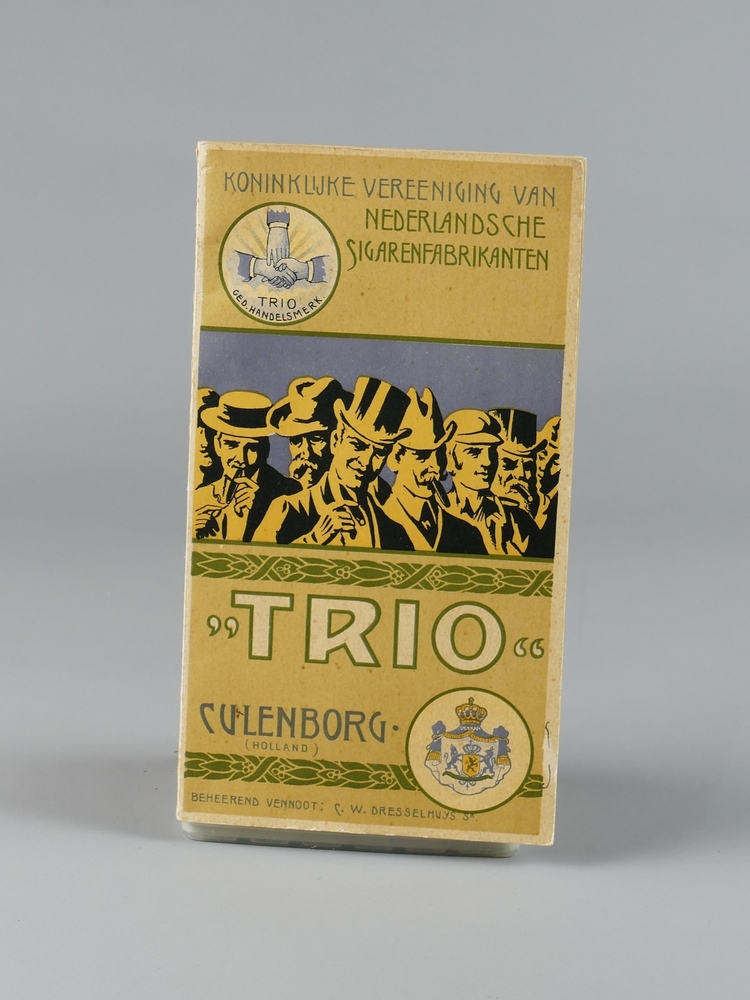 KONINKLIJKE VEREENIGING VAN
NEDERLANDSCHE
SIGARENFABRIKANTEN
TRIO
GED. HANDELSMERK.
„TRIO“
CULENBORG.
(HOLLAND)
BEHEEREND VENNOOT: C. W. DRESSELHUYS SR.